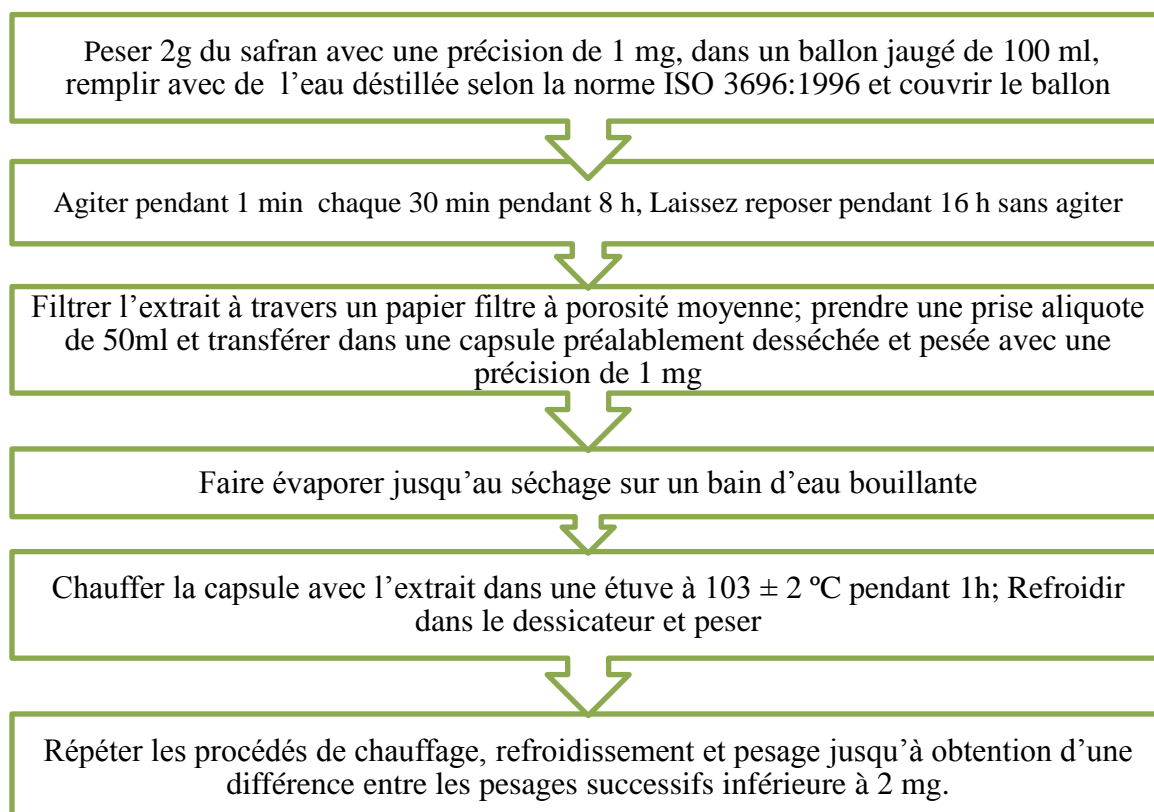 Peser 2g du safran avec une précision de 1 mg, dans un ballon jaugé de 100 ml,
remplir avec de l’eau déstillée selon la norme ISO 3696:1996 et couvrir le ballon
Agiter pendant 1 min chaque 30 min pendant 8 h, Laissez reposer pendant 16 h sans agiter
Filtrer l’extrait à travers un papier filtre à porosité moyenne; prendre une prise aliquote
de 50ml et transférer dans une capsule préalablement desséchée et pesée avec une
précision de 1 mg
Faire évaporer jusqu’au séchage sur un bain d’eau bouillante
Chauffer la capsule avec l’extrait dans une étuve à 103 ± 2 ºC pendant 1h; Refroidir
dans le dessicateur et peser
Répéter les procédés de chauffage, refroidissement et pesage jusqu’à obtention d’une
différence entre les pesages successifs inférieure à 2 mg.